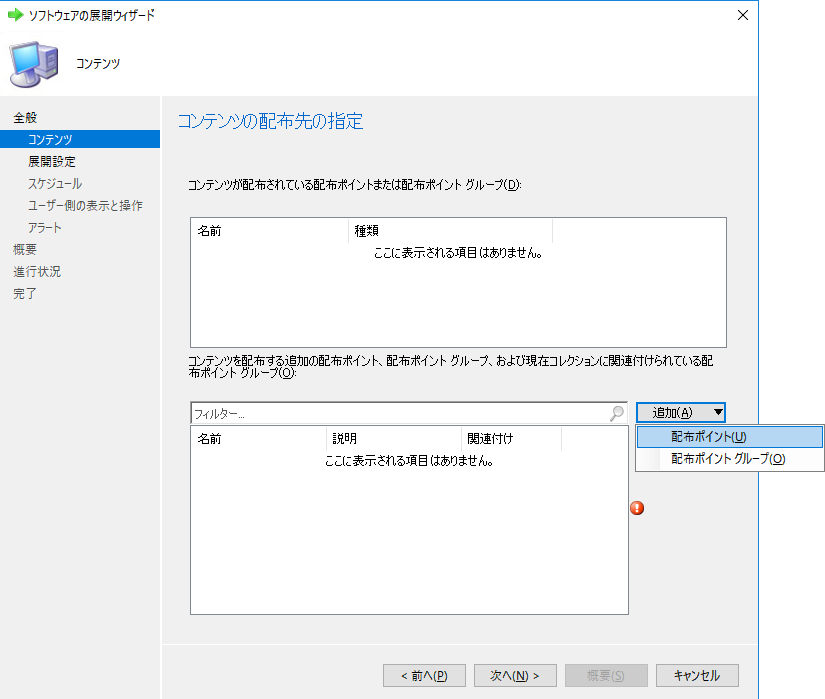 ソフトウェアの展開ウィザード
コンテンツ
全般
コンテンツ
展開設定
スケジュール
ユーザー側の表示と操作
アラート
概要
進行状況
完了
コンテンツの配布先の指定
コンテンツが配布されている配布ポイントまたは配布ポイント グループ(D):
名前 種類
ここに表示される項目はありません。
コンテンツを配布する追加の配布ポイント、配布ポイント グループ、および現在コレクションに関連付けられている配
布ポイント グループ(O):
フィルター...
追加(A)
配布ポイント(U)
配布ポイント グループ(O)
名前 説明 関連付け
ここに表示される項目はありません。
< 前へ(P) 次へ(N) > 概要(S) キャンセル